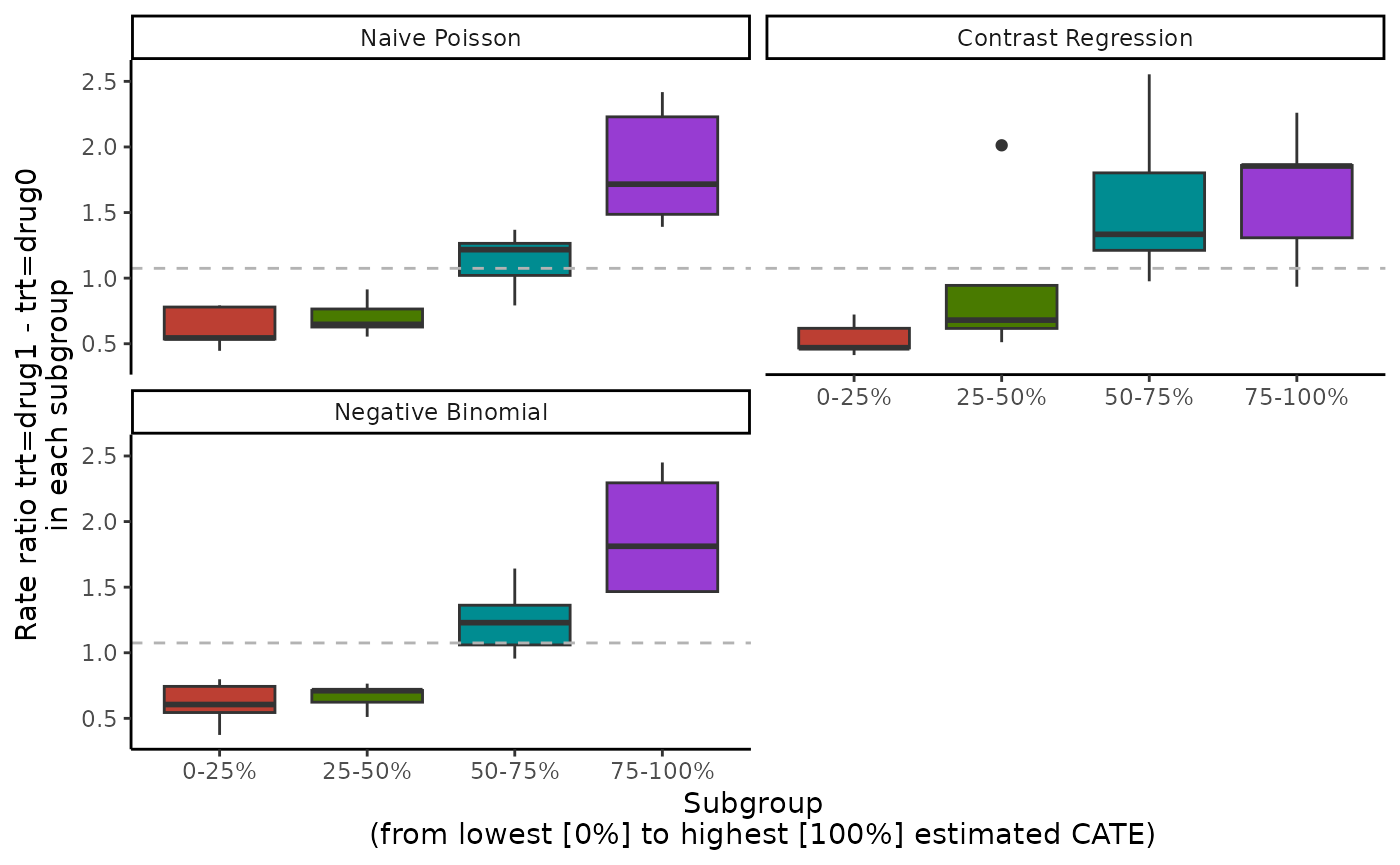 Naive Poisson
Contrast Regression
2.5
2.0
1.5
1.0
0.5
0-25%
25-50%
50-75%
75-100%
Negative Binomial
2.5
2.0
1.5
1.0
0.5
0-25%
25-50%
50-75%
75-100%
Rate ratio trt=drug1 - trt=drug0
in each subgroup
Subgroup
(from lowest [0%] to highest [100%] estimated CATE)